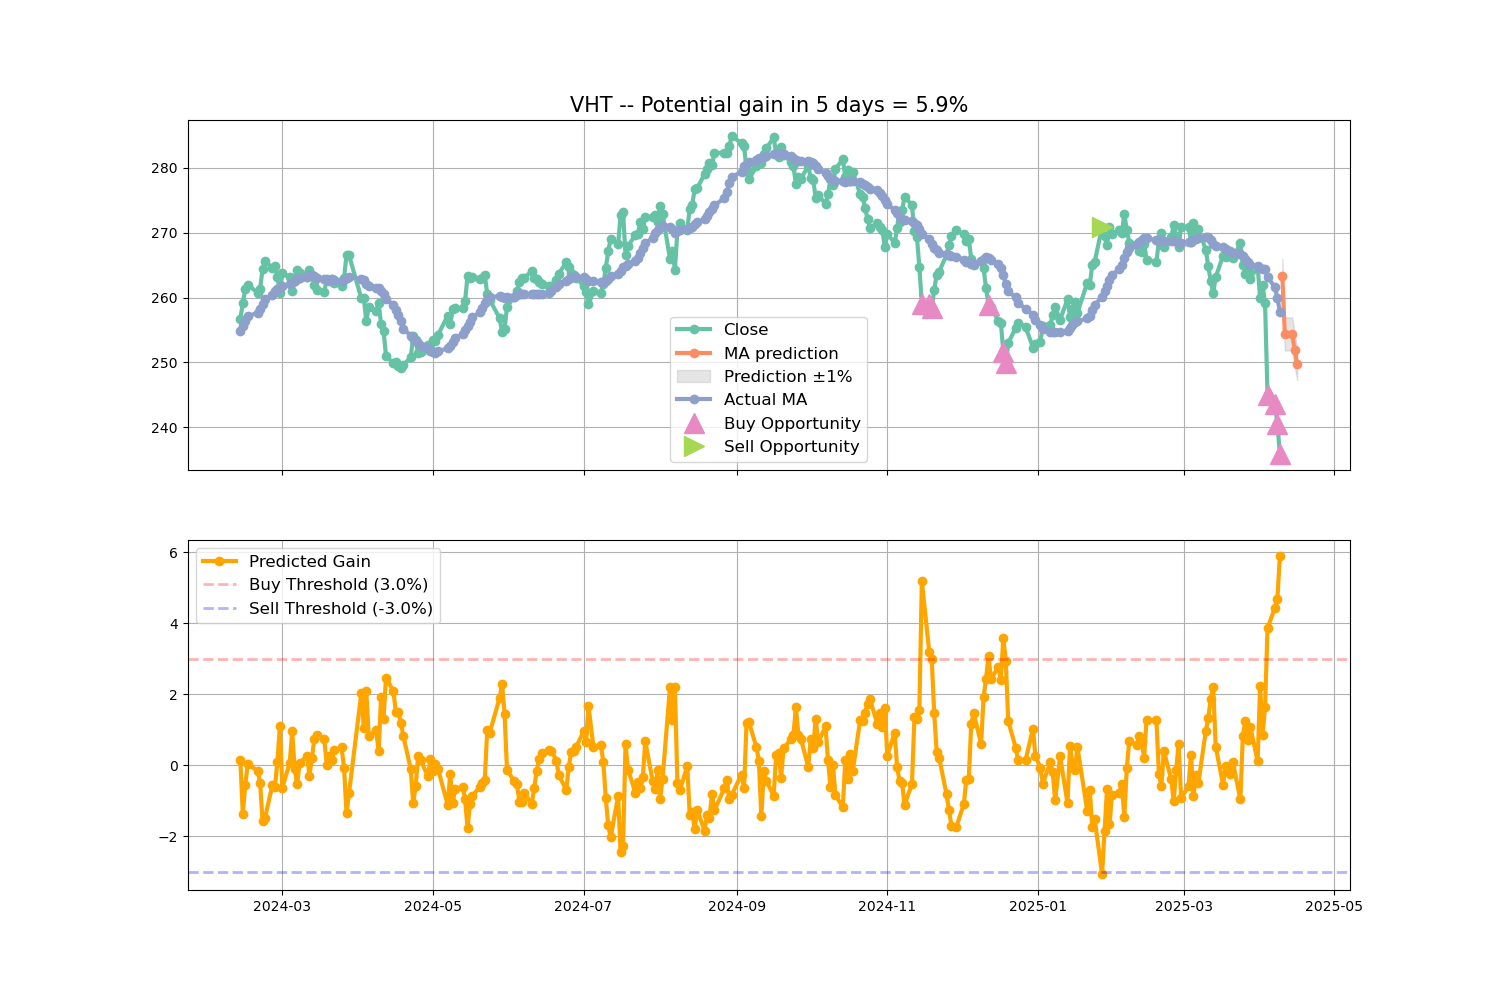 VHT -- Potential gain in 5 days = 5.9%
280
270
260
250
240
Close
MA prediction
Prediction ±1%
Actual MA
Buy Opportunity
Sell Opportunity
6
4
2
0
−2
Predicted Gain
Buy Threshold (3.0%)
Sell Threshold (-3.0%)
2024-03
2024-05
2024-07
2024-09
2024-11
2025-01
2025-03
2025-05